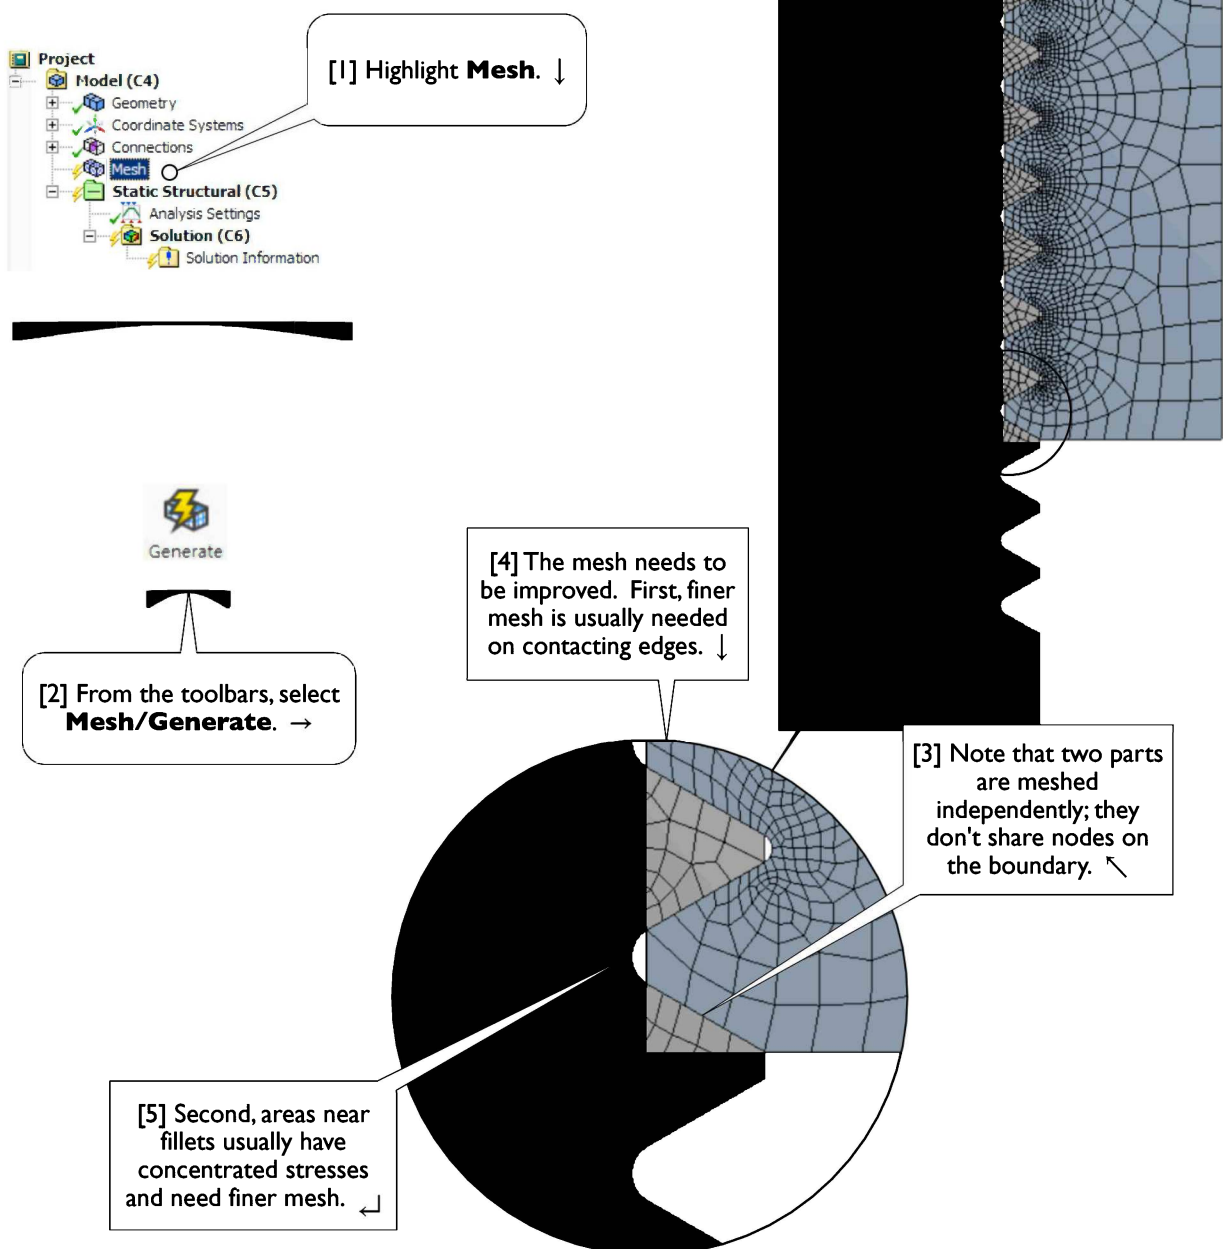 [1] Highlight Mesh. ↓
Project
Model (C4)
Geometry
Coordinate Systems
Connections
Mesh
Static Structural (C5)
Analysis Settings
Solution (C6)
Solution Information
Generate
[2] From the toolbars, select
Mesh/Generate. →
[4] The mesh needs to
be improved. First, finer
mesh is usually needed
on contacting edges. ↓
[3] Note that two parts
are meshed
independently; they
don't share nodes on
the boundary. ↖
[5] Second, areas near
fillets usually have
concentrated stresses
and need finer mesh. ↵